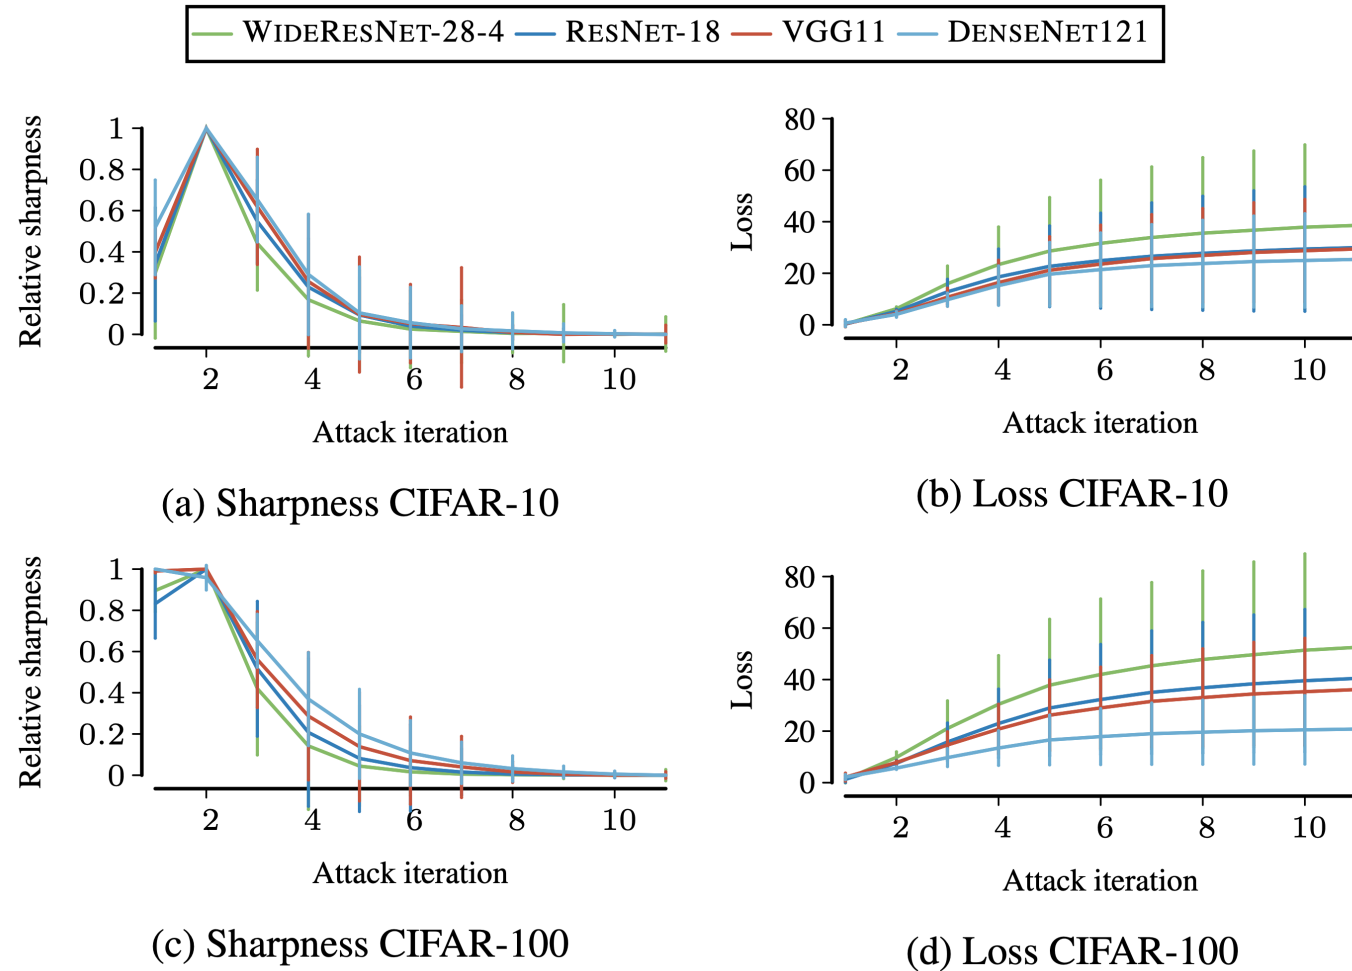 WIDERESNET-28-4 RESNET-18 VGG11 DENSENET121
Relative sharpness
1
0.8
0.6
0.4
0.2
0
2 4 6 8 10
Attack iteration
(a) Sharpness CIFAR-10
Loss
80
60
40
20
0
2 4 6 8 10
Attack iteration
(b) Loss CIFAR-10
Relative sharpness
1
0.8
0.6
0.4
0.2
0
2 4 6 8 10
Attack iteration
(c) Sharpness CIFAR-100
Loss
80
60
40
20
0
2 4 6 8 10
Attack iteration
(d) Loss CIFAR-100